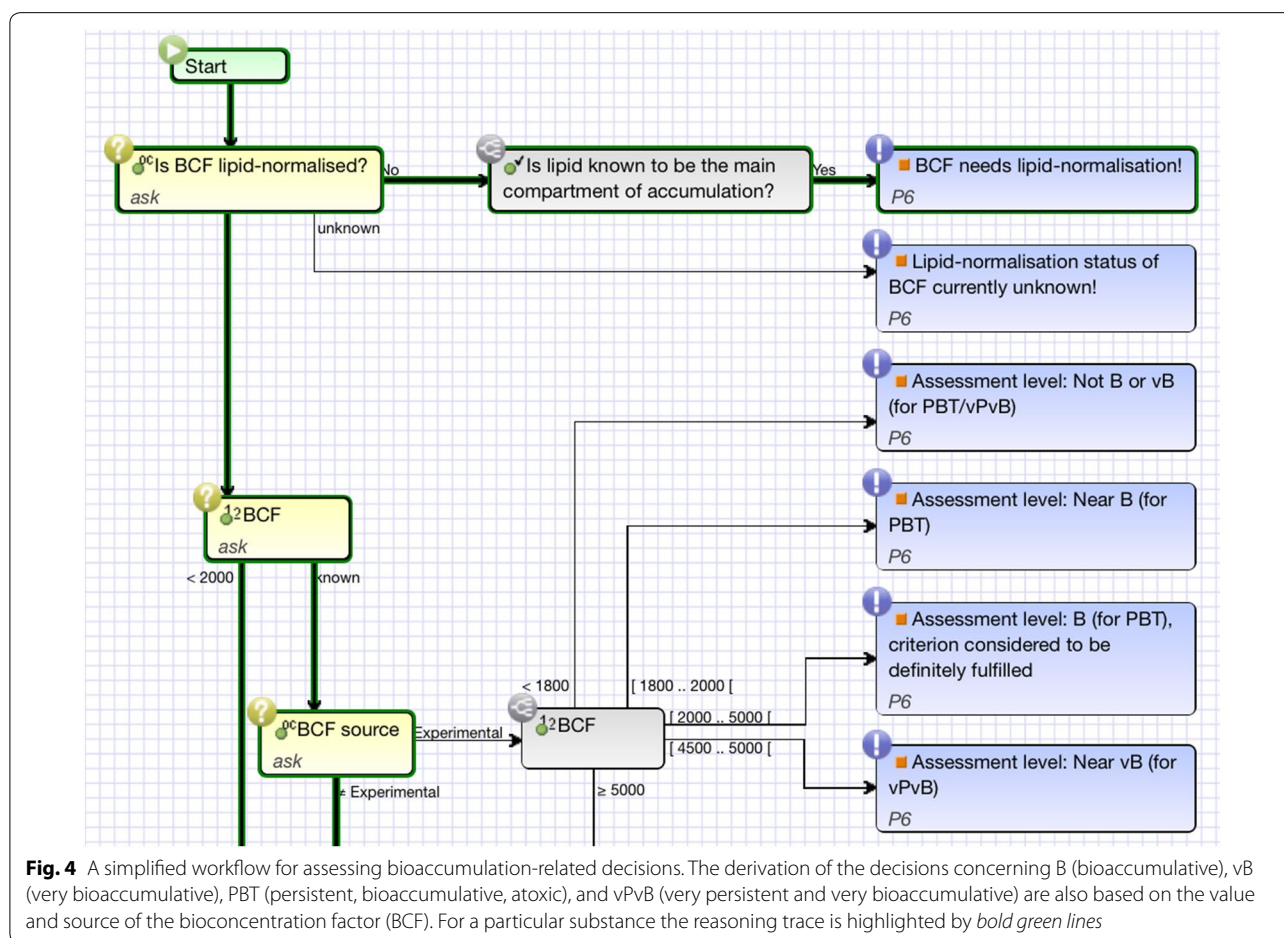 Start
ocIs BCF lipid-normalised?
ask
No
Is lipid known to be the main
compartment of accumulation?
Yes
BCF needs lipid-normalisation!
P6
unknown
Lipid-normalisation status of
BCF currently unknown!
P6
Assessment level: Not B or vB
(for PBT/vPvB)
P6
12BCF
ask
< 2000
known
Assessment level: Near B (for
PBT)
P6
Assessment level: B (for PBT),
criterion considered to be
definitely fulfilled
P6
< 1800
[ 1800 .. 2000 [
ocBCF source
ask
Experimental
≠ Experimental
12BCF
[ 2000 .. 5000 [
[ 4500 .. 5000 [
≥ 5000
Assessment level: Near vB (for
vPvB)
P6
Fig. 4 A simplified workflow for assessing bioaccumulation-related decisions. The derivation of the decisions concerning B (bioaccumulative), vB
(very bioaccumulative), PBT (persistent, bioaccumulative, atoxic), and vPvB (very persistent and very bioaccumulative) are also based on the value
and source of the bioconcentration factor (BCF). For a particular substance the reasoning trace is highlighted by bold green lines